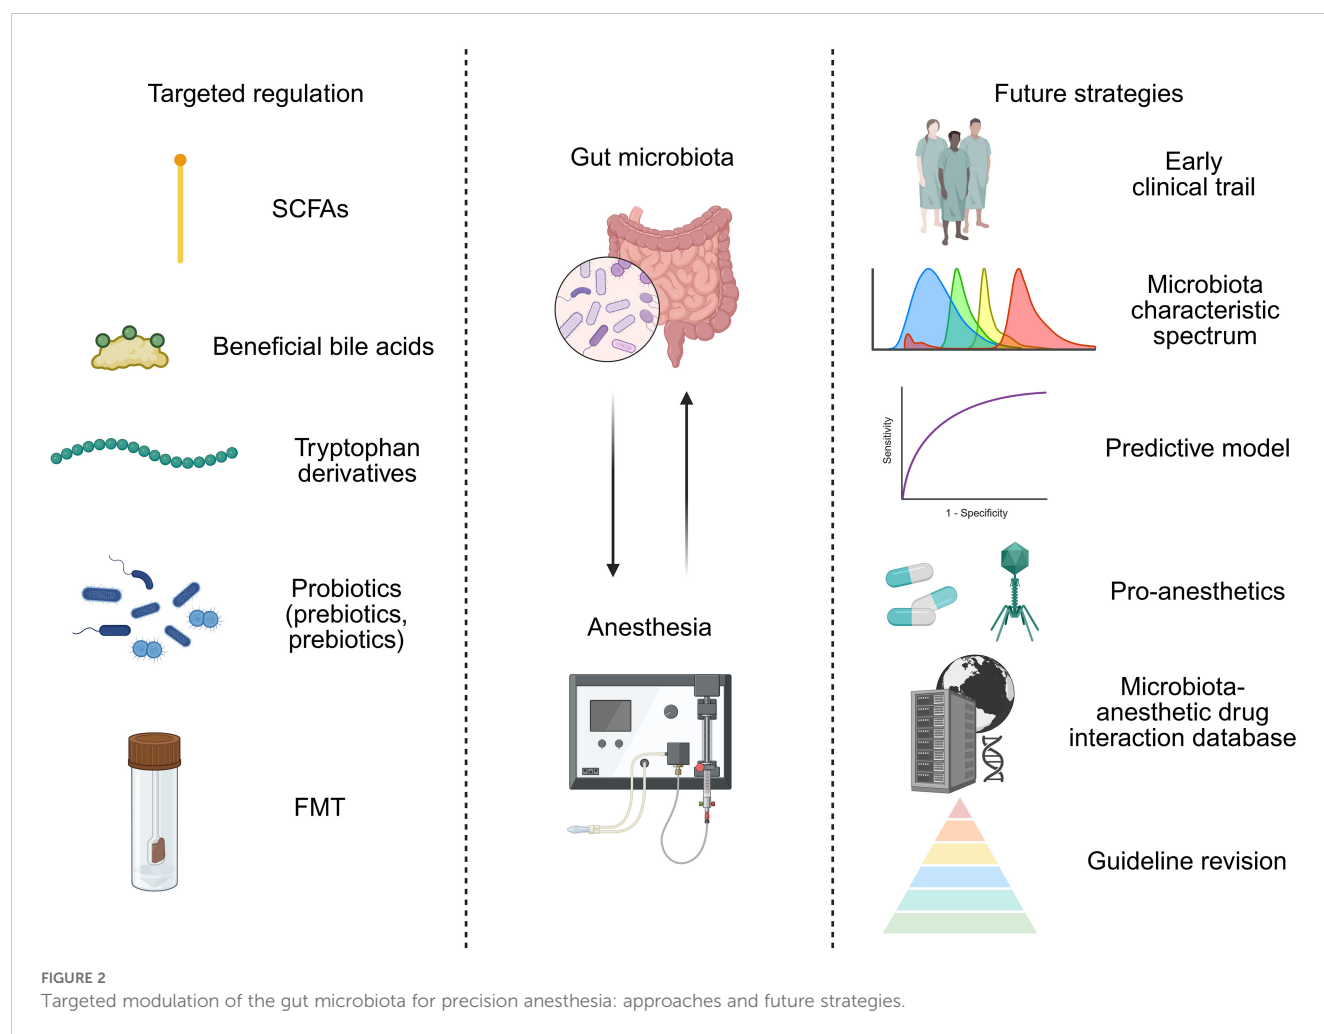 Targeted regulation
SCFAs
Beneficial bile acids
Tryptophan
derivatives
Probiotics
(prebiotics,
prebiotics)
FMT
Gut microbiota
Anesthesia
Future strategies
Early
clinical trail
Microbiota
characteristic
spectrum
Sensitivity
1 - Specificity
Predictive model
Pro-anesthetics
Microbiota-
anesthetic drug
interaction database
Guideline revision
FIGURE 2
Targeted modulation of the gut microbiota for precision anesthesia: approaches and future strategies.